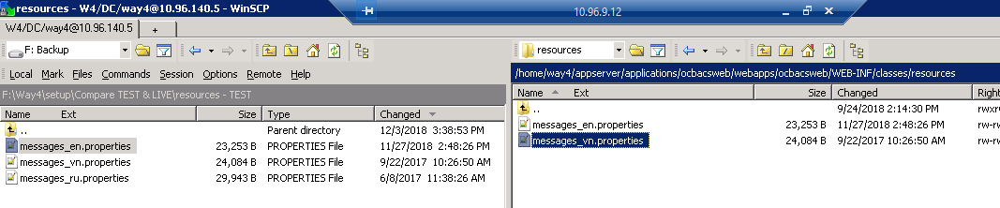 resources - W4/DC/way4@10.96.140.5 - WinSCP
10.96.9.12
W4/DC/way4@10.96.140.5
+
F: Backup
resources
Local Mark Files Commands Session Options Remote Help
/home/way4/appserver/applications/ocbacsweb/webapps/ocbacsweb/WEB-INF/classes/resources
F:\Way4\setup\Compare TEST & LIVE\resources - TEST
Name Ext Changed Right
Name Ext Size Type Changed
.. 9/24/2018 2:14:30 PM rwxr
.. Parent directory 12/3/2018 3:38:53 PM
messages_en.properties 23,253 B 11/27/2018 2:48:26 PM rw-r-
messages_en.properties 23,253 B PROPERTIES File 11/27/2018 2:48:26 PM
messages_vn.properties 24,084 B 9/22/2017 10:26:50 AM rw-r-
messages_vn.properties 24,084 B PROPERTIES File 9/22/2017 10:26:50 AM
messages_ru.properties 29,943 B PROPERTIES File 6/8/2017 11:38:26 AM